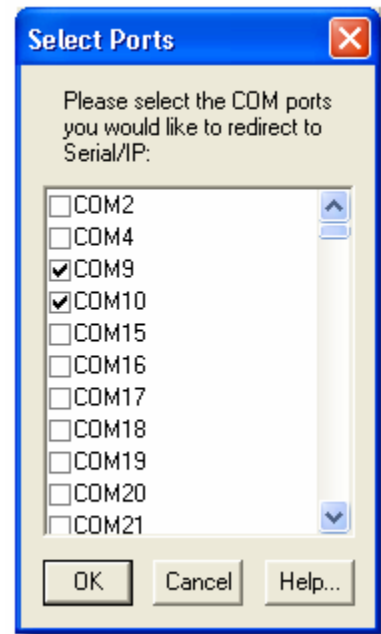 Select Ports
Please select the COM ports
you would like to redirect to
Serial/IP:
COM2
COM4
COM9
COM10
COM15
COM16
COM17
COM18
COM19
COM20
COM21
OK Cancel Help...